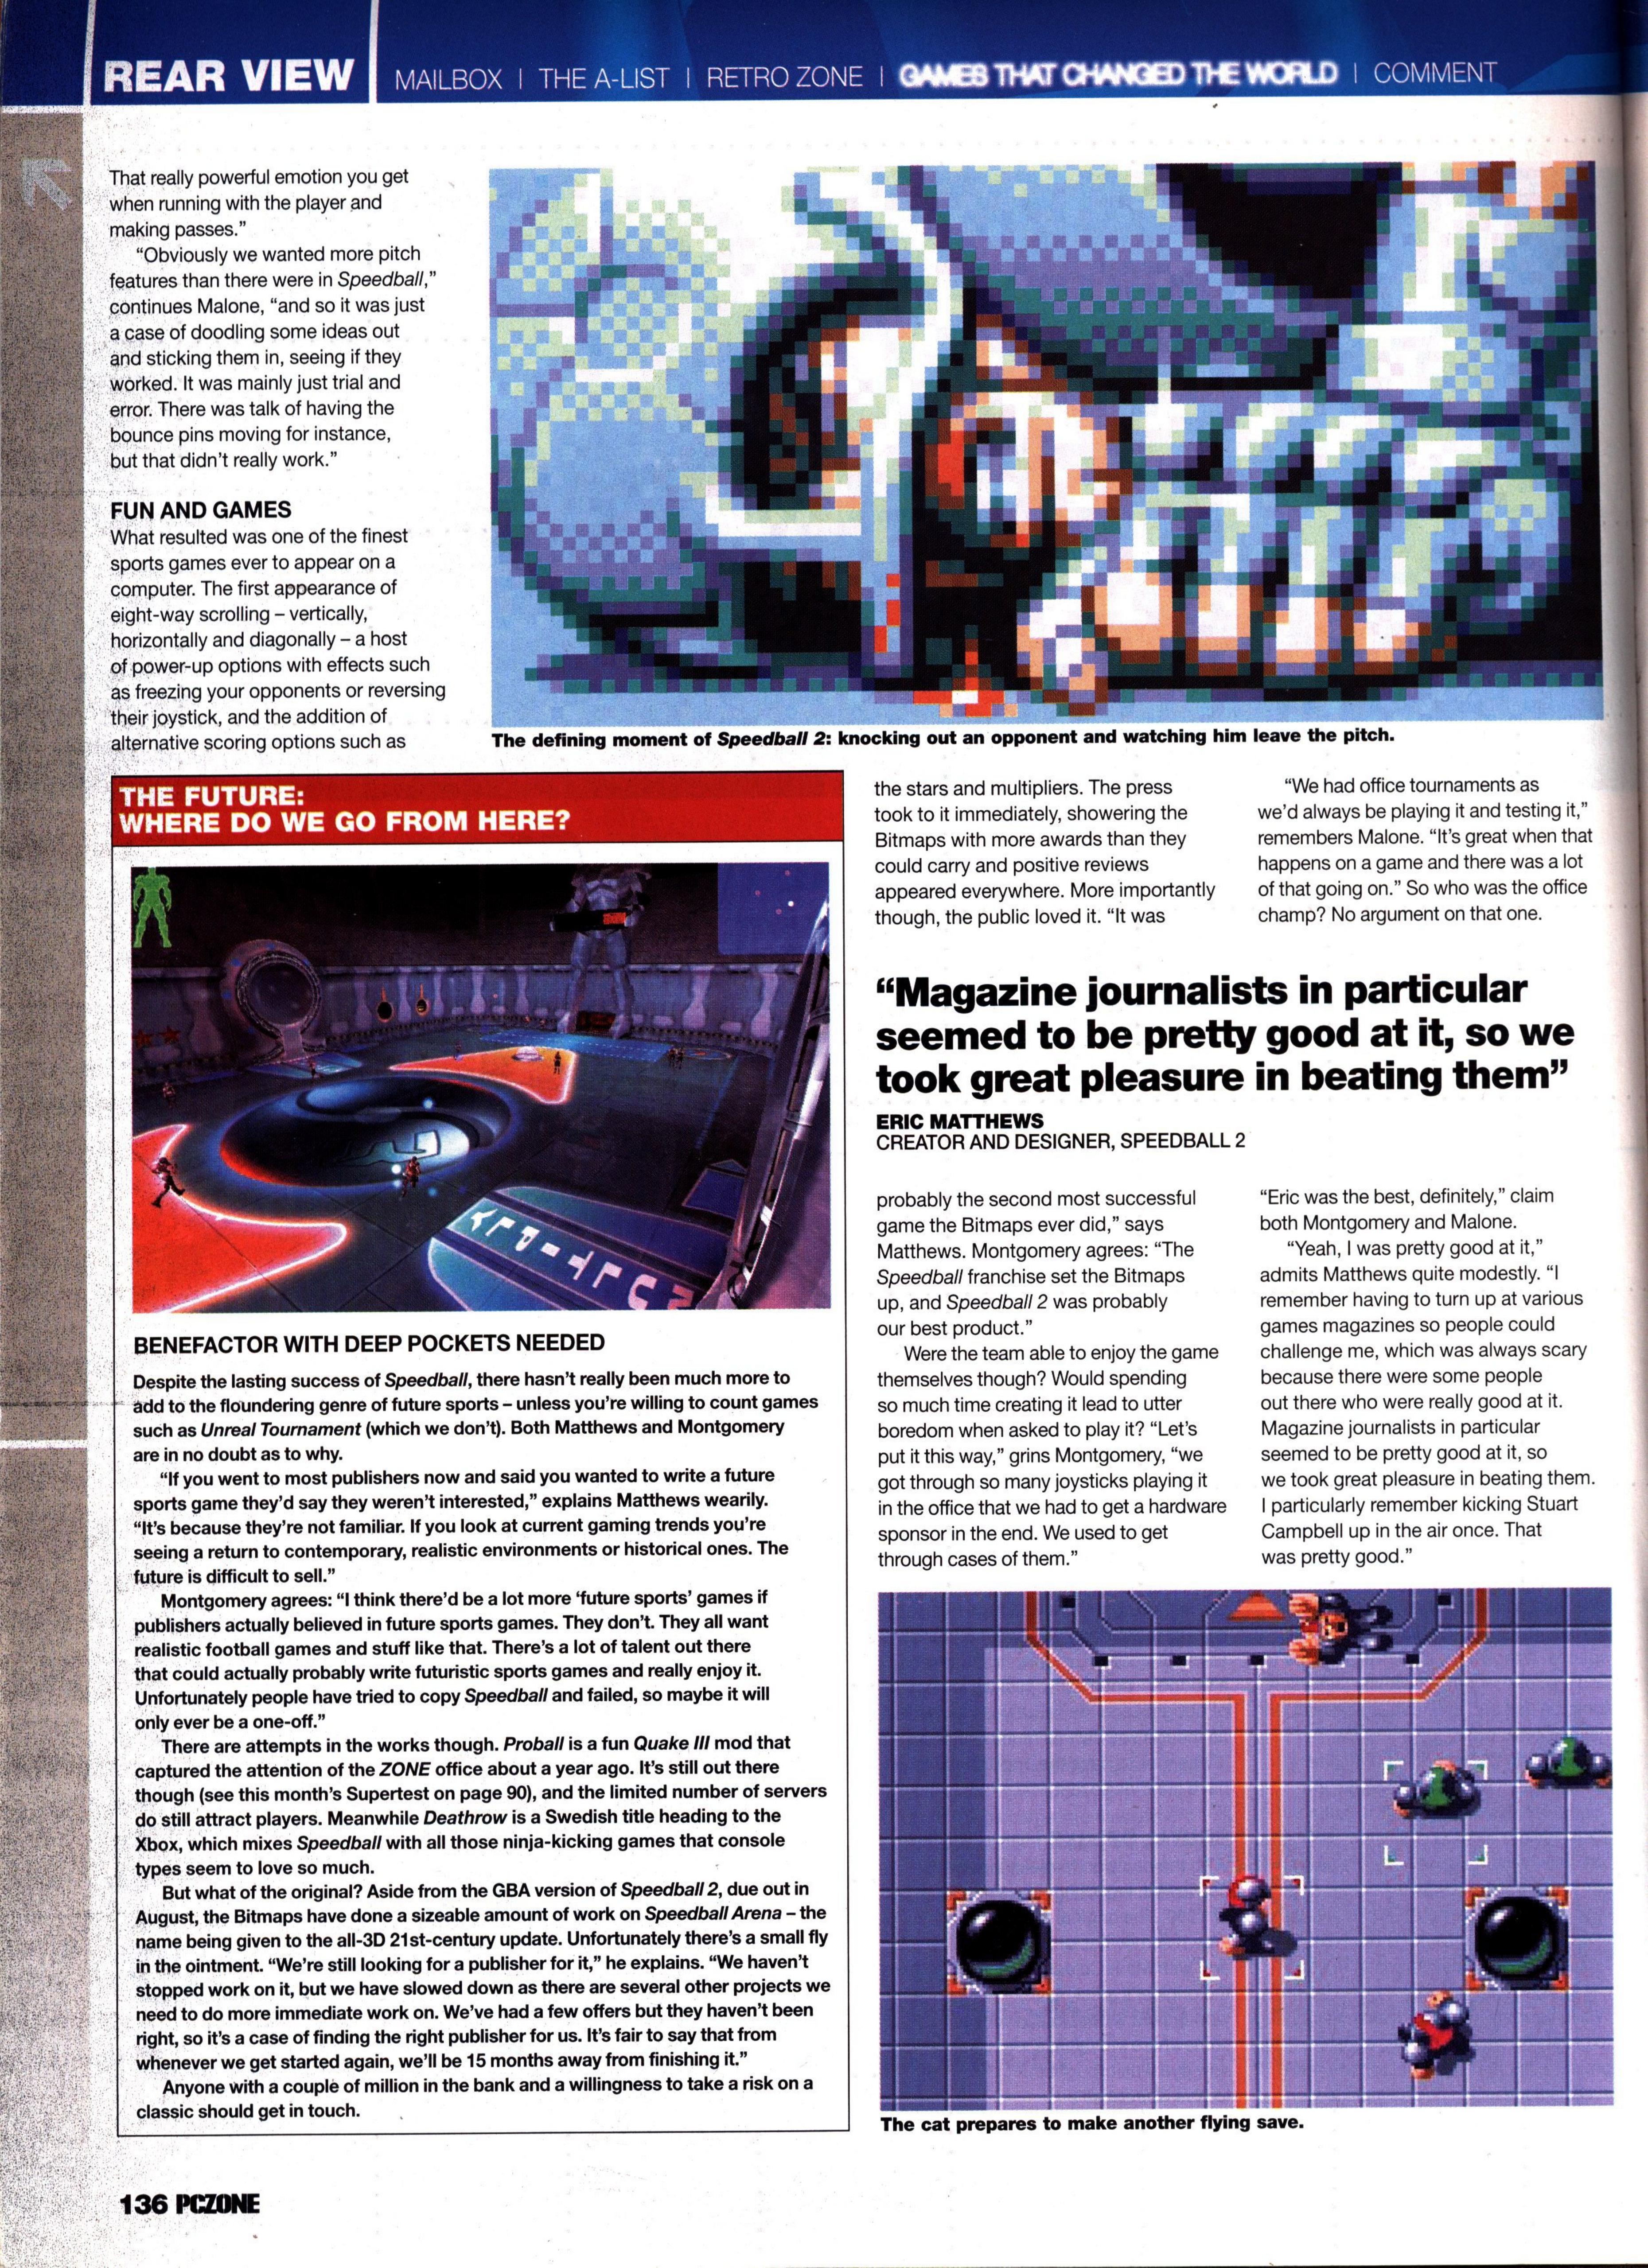 REAR VIEW
MAILBOX | THE A-LIST | RETRO ZONE | GAMES THAT CHANGED THE WORLD | COMMENT
That really powerful emotion you get
when running with the player and
making passes.”
“Obviously we wanted more pitch
features than there were in Speedball,”
continues Malone, “and so it was just
a case of doodling some ideas out
and sticking them in, seeing if they
worked. It was mainly just trial and
error. There was talk of having the
bounce pins moving for instance,
but that didn’t really work.”
FUN AND GAMES
What resulted was one of the finest
sports games ever to appear on a
computer. The first appearance of
eight-way scrolling – vertically,
horizontally and diagonally – a host
of power-up options with effects such
as freezing your opponents or reversing
their joystick, and the addition of
alternative scoring options such as
The defining moment of Speedball 2: knocking out an opponent and watching him leave the pitch.
the stars and multipliers. The press
took to it immediately, showering the
Bitmaps with more awards than they
could carry and positive reviews
appeared everywhere. More importantly
though, the public loved it. “It was
“Magazine journalists in particular
seemed to be pretty good at it, so we
took great pleasure in beating them”
ERIC MATTHEWS
CREATOR AND DESIGNER, SPEEDBALL 2
probably the second most successful
game the Bitmaps ever did,” says
Matthews. Montgomery agrees: “The
Speedball franchise set the Bitmaps
up, and Speedball 2 was probably
our best product.”
Were the team able to enjoy the game
themselves though? Would spending
so much time creating it lead to utter
boredom when asked to play it? “Let’s
put it this way,” grins Montgomery, “we
got through so many joysticks playing it
in the office that we had to get a hardware
sponsor in the end. We used to get
through cases of them.”
“We had office tournaments as
we’d always be playing it and testing it,”
remembers Malone. “It’s great when that
happens on a game and there was a lot
of that going on.” So who was the office
champ? No argument on that one.
“Eric was the best, definitely,” claim
both Montgomery and Malone.
“Yeah, I was pretty good at it,”
admits Matthews quite modestly. “I
remember having to turn up at various
games magazines so people could
challenge me, which was always scary
because there were some people
out there who were really good at it.
Magazine journalists in particular
seemed to be pretty good at it, so
we took great pleasure in beating them.
I particularly remember kicking Stuart
Campbell up in the air once. That
was pretty good.”
The cat prepares to make another flying save.
THE FUTURE:
WHERE DO WE GO FROM HERE?
BENEFACTOR WITH DEEP POCKETS NEEDED
Despite the lasting success of Speedball, there hasn’t really been much more to
add to the floundering genre of future sports – unless you’re willing to count games
such as Unreal Tournament (which we don’t). Both Matthews and Montgomery
are in no doubt as to why.
“If you went to most publishers now and said you wanted to write a future
sports game they’d say they weren’t interested,” explains Matthews wearily.
“It’s because they’re not familiar. If you look at current gaming trends you’re
seeing a return to contemporary, realistic environments or historical ones. The
future is difficult to sell.”
Montgomery agrees: “I think there’d be a lot more ‘future sports’ games if
publishers actually believed in future sports games. They don’t. They all want
realistic football games and stuff like that. There’s a lot of talent out there
that could actually probably write futuristic sports games and really enjoy it.
Unfortunately people have tried to copy Speedball and failed, so maybe it will
only ever be a one-off.”
There are attempts in the works though. Proball is a fun Quake III mod that
captured the attention of the ZONE office about a year ago. It’s still out there
though (see this month’s Supertest on page 90), and the limited number of servers
do still attract players. Meanwhile Deathrow is a Swedish title heading to the
Xbox, which mixes Speedball with all those ninja-kicking games that console
types seem to love so much.
But what of the original? Aside from the GBA version of Speedball 2, due out in
August, the Bitmaps have done a sizeable amount of work on Speedball Arena – the
name being given to the all-3D 21st-century update. Unfortunately there’s a small fly
in the ointment. “We’re still looking for a publisher for it,” he explains. “We haven’t
stopped work on it, but we have slowed down as there are several other projects we
need to do more immediate work on. We’ve had a few offers but they haven’t been
right, so it’s a case of finding the right publisher for us. It’s fair to say that from
whenever we get started again, we’ll be 15 months away from finishing it.”
Anyone with a couple of million in the bank and a willingness to take a risk on a
classic should get in touch.
136 PCZONE